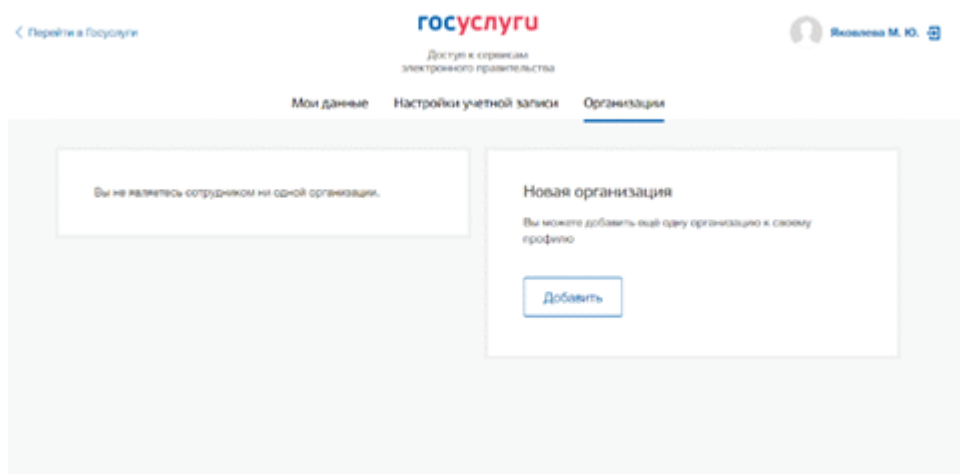 Перейти в Госуслуги
госуслуги
Яковлева М. Ю.
Доступ к сервисам
электронного правительства
Мои данные Настройки учетной записи Организации
Вы не являетесь сотрудником ни одной организации.
Новая организация
Вы можете добавить ещё одну организацию к своему
профилю
Добавить